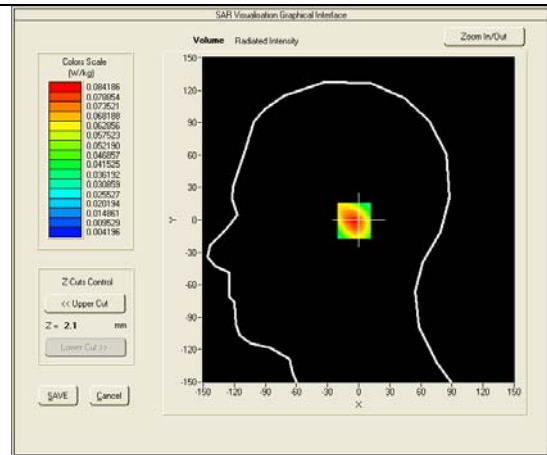 SAR Visualisation Graphical Interface
Volume Radiated Intensity
Zoom In/Out
Colors Scale
(W/kg)
0.084186
0.078854
0.073521
0.068188
0.062856
0.057523
0.052190
0.046857
0.041525
0.036192
0.030859
0.025527
0.020194
0.014861
0.009529
0.004196
Z Cuts Control
<< Upper Cut
Z = 2.1 mm
Lower Cut >>
SAVE
Cancel
150
120
90
60
30
0
-30
-60
-90
-120
-150
Y
-150 -120 -90 -60 -30 0 30 60 90 120 150
X